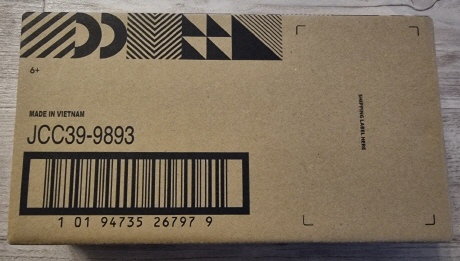 6+
MADE IN VIETNAM
JCC39-9893
1 01 94735 26797 9
SHIPPING LABEL HERE